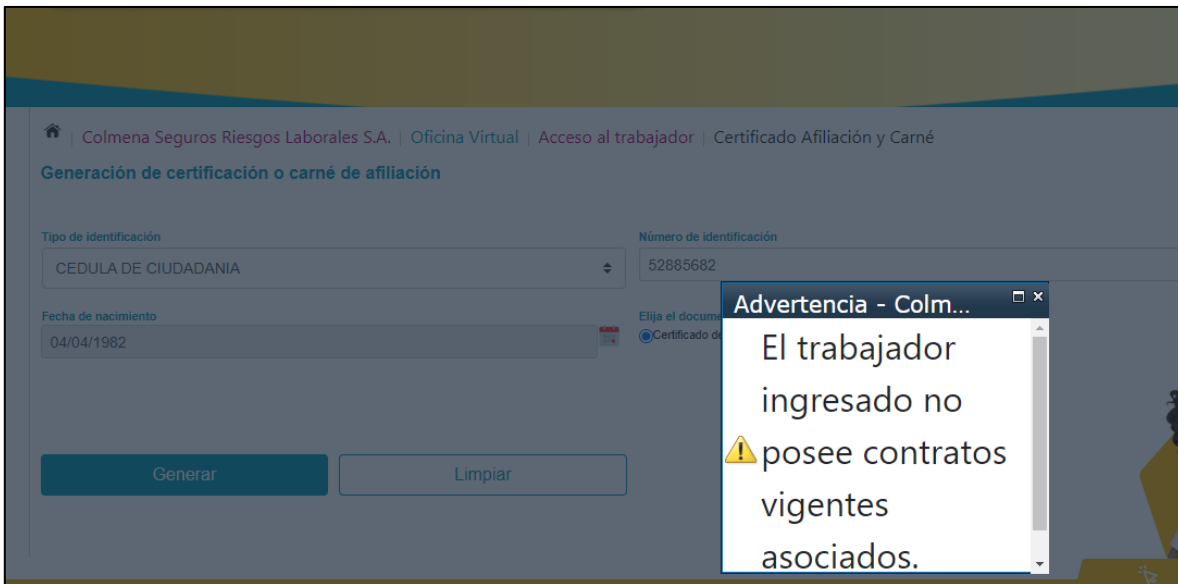 Colmena Seguros Riesgos Laborales S.A. | Oficina Virtual | Acceso al trabajador | Certificado Afiliación y Carné
Generación de certificación o carné de afiliación
Tipo de identificación
Número de identificación
CEDULA DE CIUDADANIA
52885682
Fecha de nacimiento
Elija el docume
04/04/1982
Certificado de
Advertencia - Colm...
El trabajador
ingresado no
posee contratos
vigentes
asociados.
Generar
Limpiar